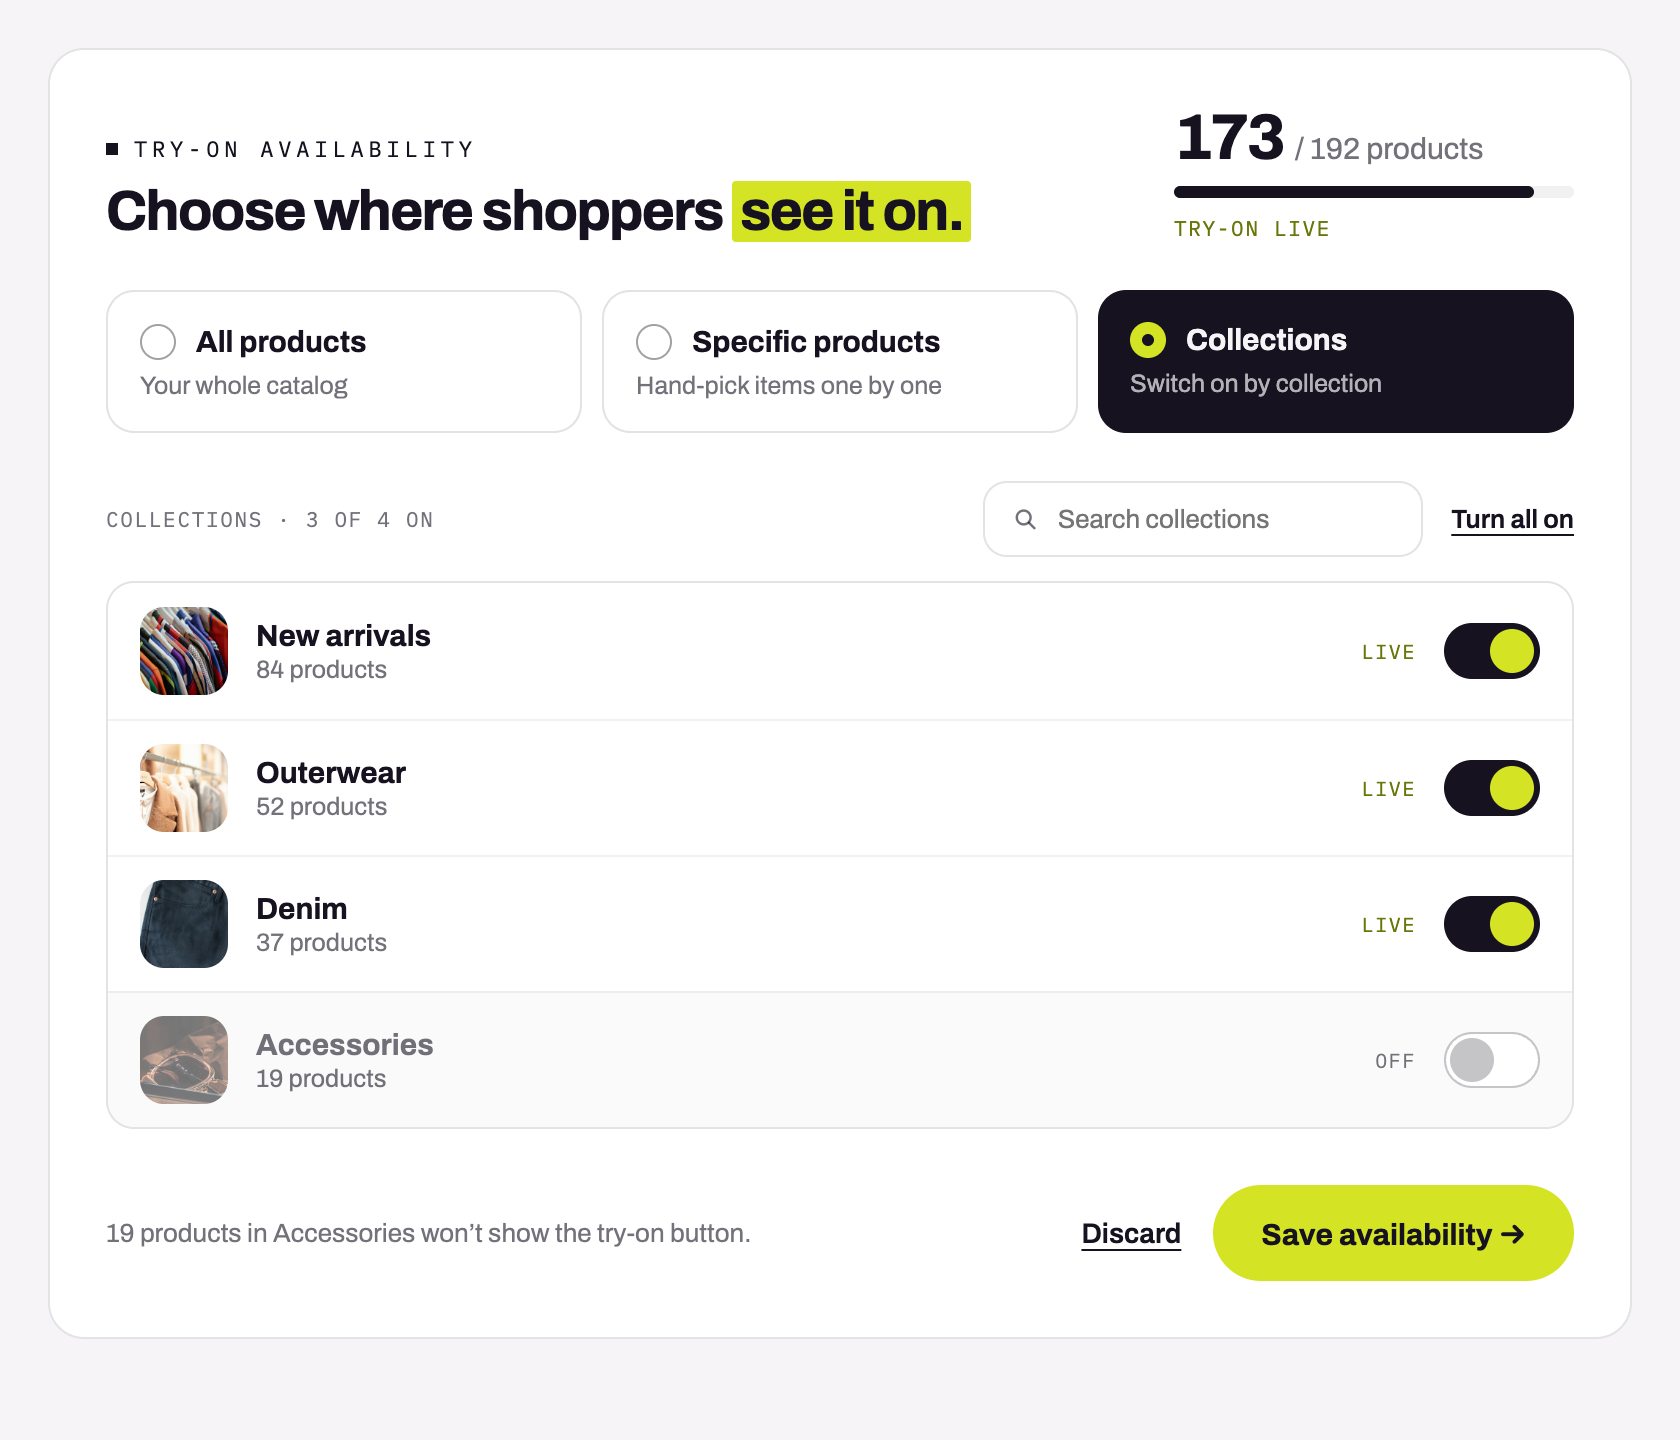 TRY-ON AVAILABILITY
Choose where shoppers see it on.
173 / 192 products
TRY-ON LIVE
All products
Your whole catalog
Specific products
Hand-pick items one by one
Collections
Switch on by collection
COLLECTIONS · 3 OF 4 ON
Search collections
Turn all on
New arrivals
84 products
LIVE
Outerwear
52 products
LIVE
Denim
37 products
LIVE
Accessories
19 products
OFF
19 products in Accessories won’t show the try-on button.
Discard
Save availability →